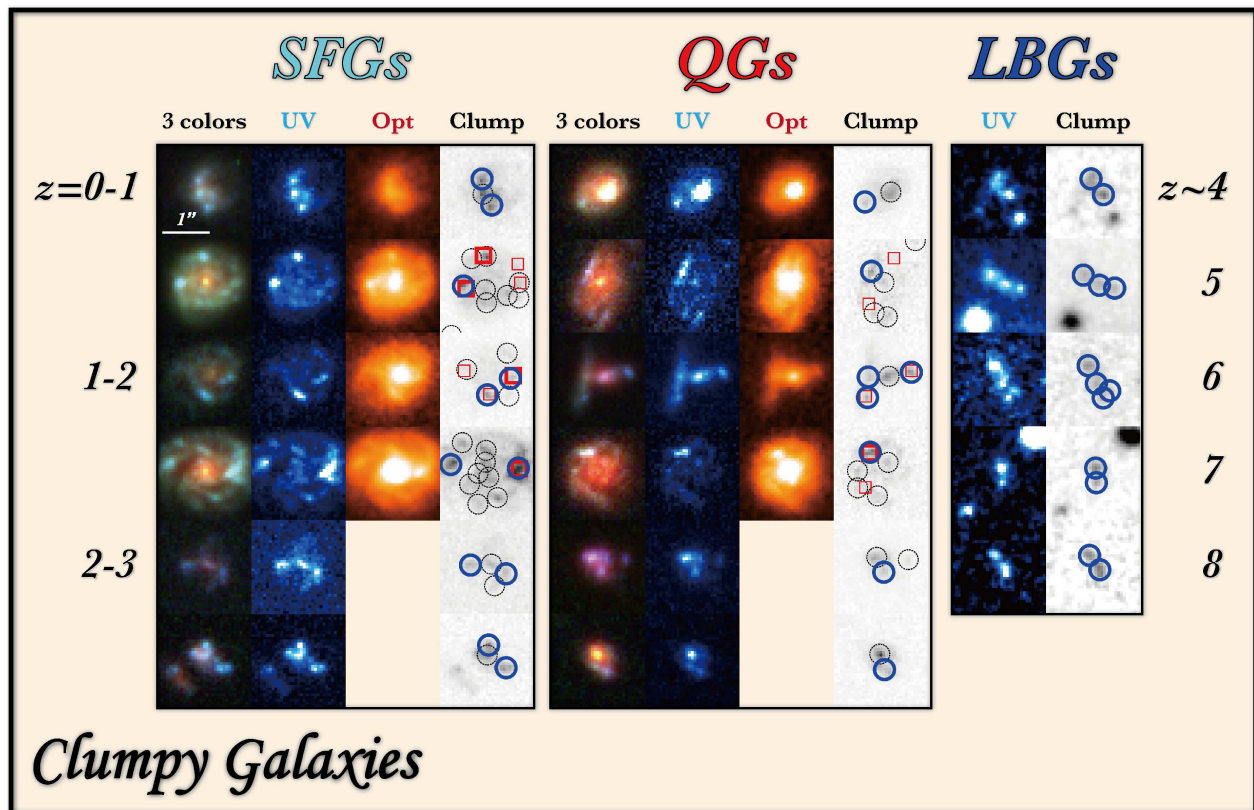 SFGs QGs LBGs
3 colors UV Opt Clump 3 colors UV Opt Clump UV Clump
z=0-1 z~4
1”
5
1-2 6
7
2-3 8
Clumpy Galaxies